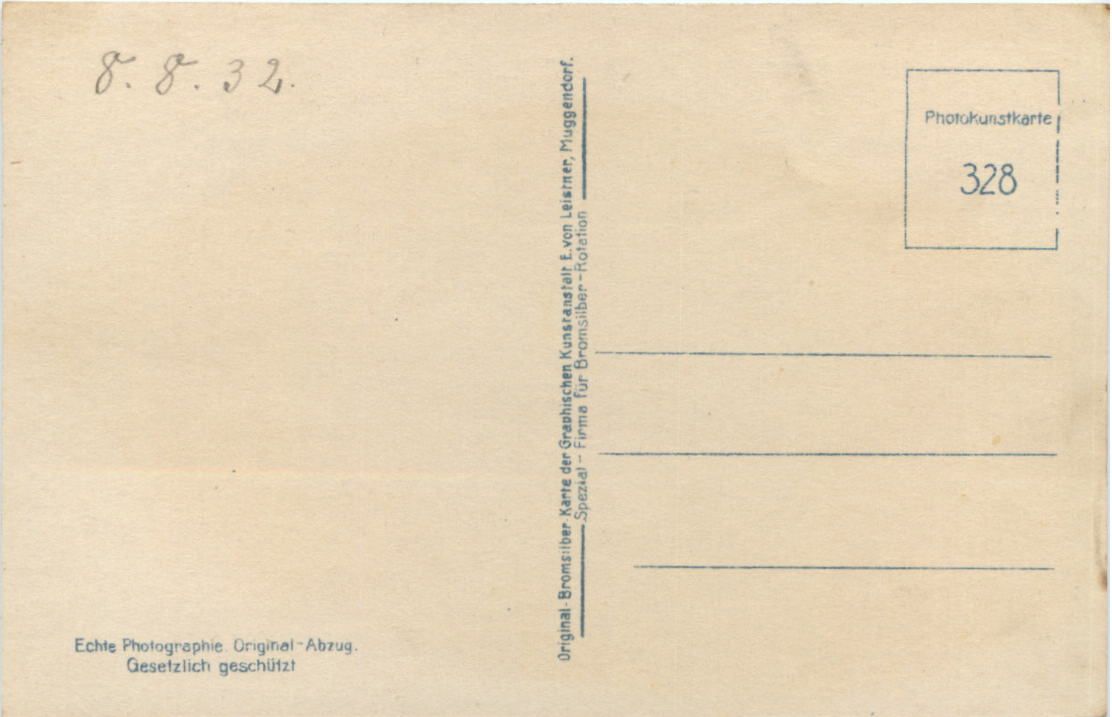 8. 8. 32.
Original-Bromsilber-Karte der Graphischen Kunstanstalt E. von Leistner, Muggendorf.
Spezial-Firma für Bromsilber-Rotation
Photokunstkarte
328
Echte Photographie. Original-Abzug.
Gesetzlich geschützt